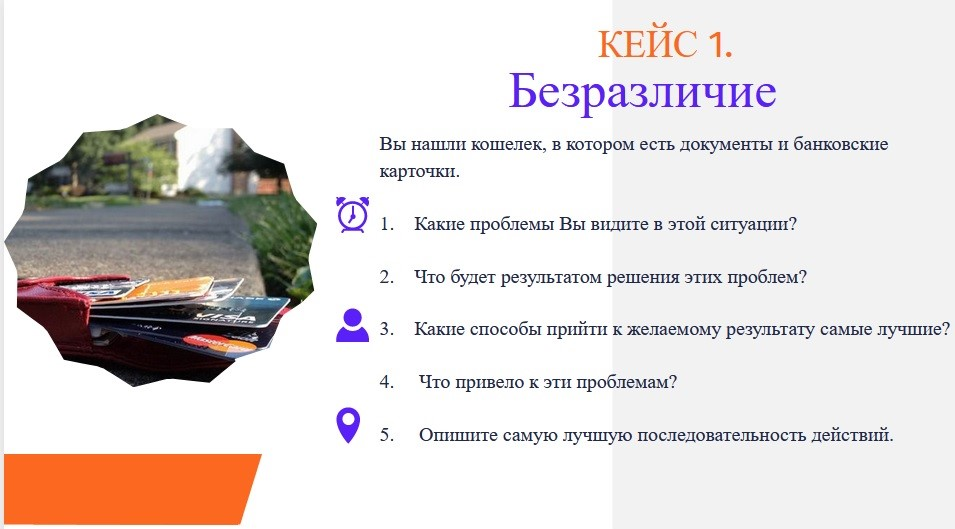 КЕЙС 1.
Безразличие
Вы нашли кошелек, в котором есть документы и банковские
карточки.
1. Какие проблемы Вы видите в этой ситуации?
2. Что будет результатом решения этих проблем?
3. Какие способы прийти к желаемому результату самые лучшие?
4. Что привело к эти проблемам?
5. Опишите самую лучшую последовательность действий.
VISA
MasterCard